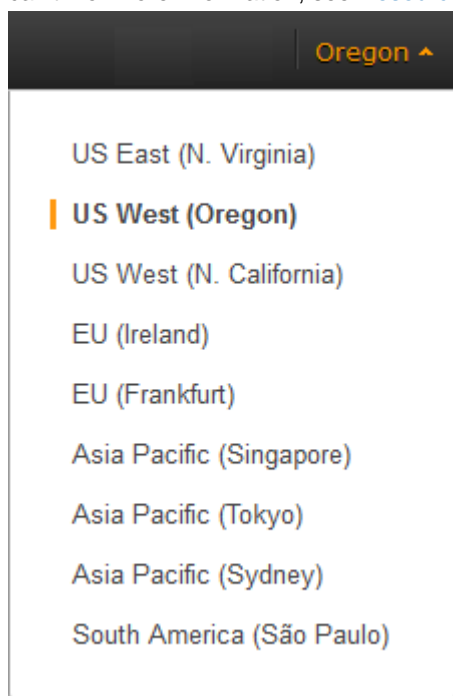 Oregon
US East (N. Virginia)
US West (Oregon)
US West (N. California)
EU (Ireland)
EU (Frankfurt)
Asia Pacific (Singapore)
Asia Pacific (Tokyo)
Asia Pacific (Sydney)
South America (São Paulo)